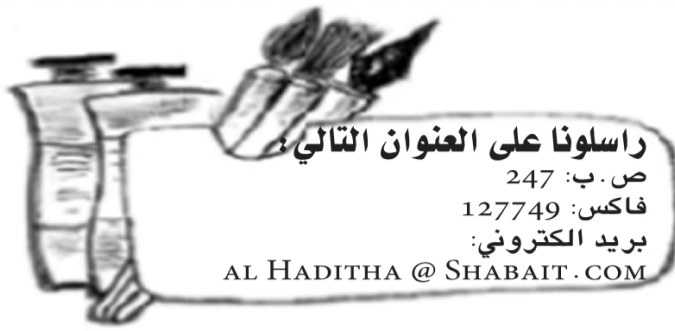 راسلونا على العنوان التالي:
ص.ب: 247
فاكس: 127749
بريد الكتروني:
AL HADITHA @ SHABAIT.COM